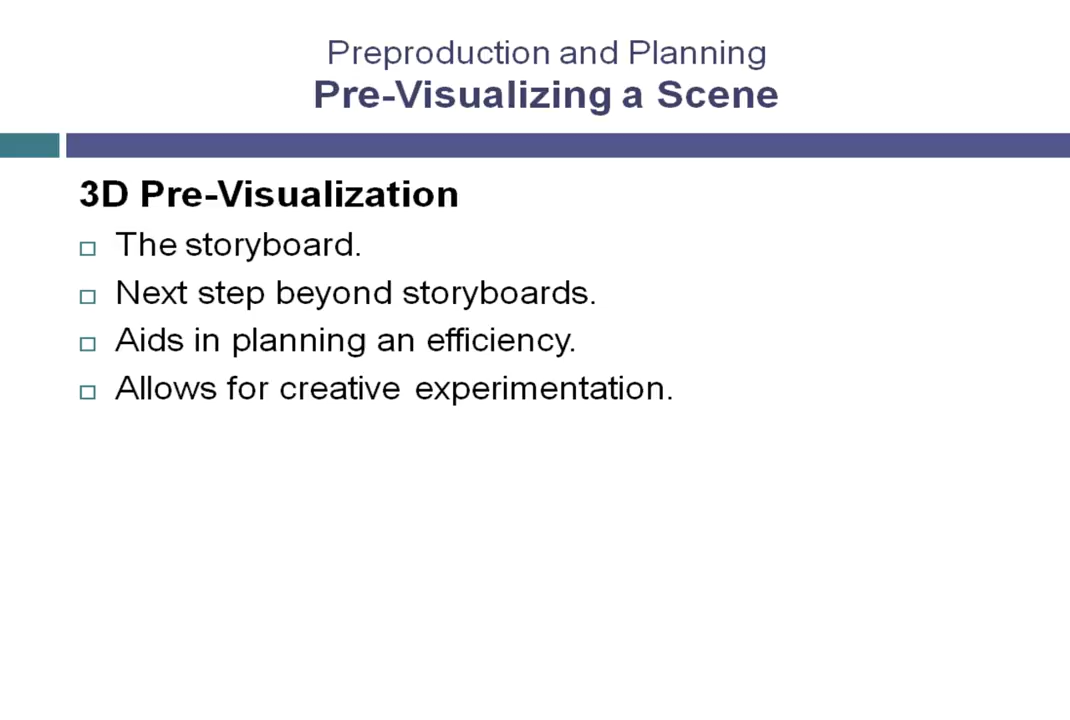 Preproduction and Planning
Pre-Visualizing a Scene
3D Pre-Visualization
The storyboard.
Next step beyond storyboards.
Aids in planning an efficiency.
Allows for creative experimentation.